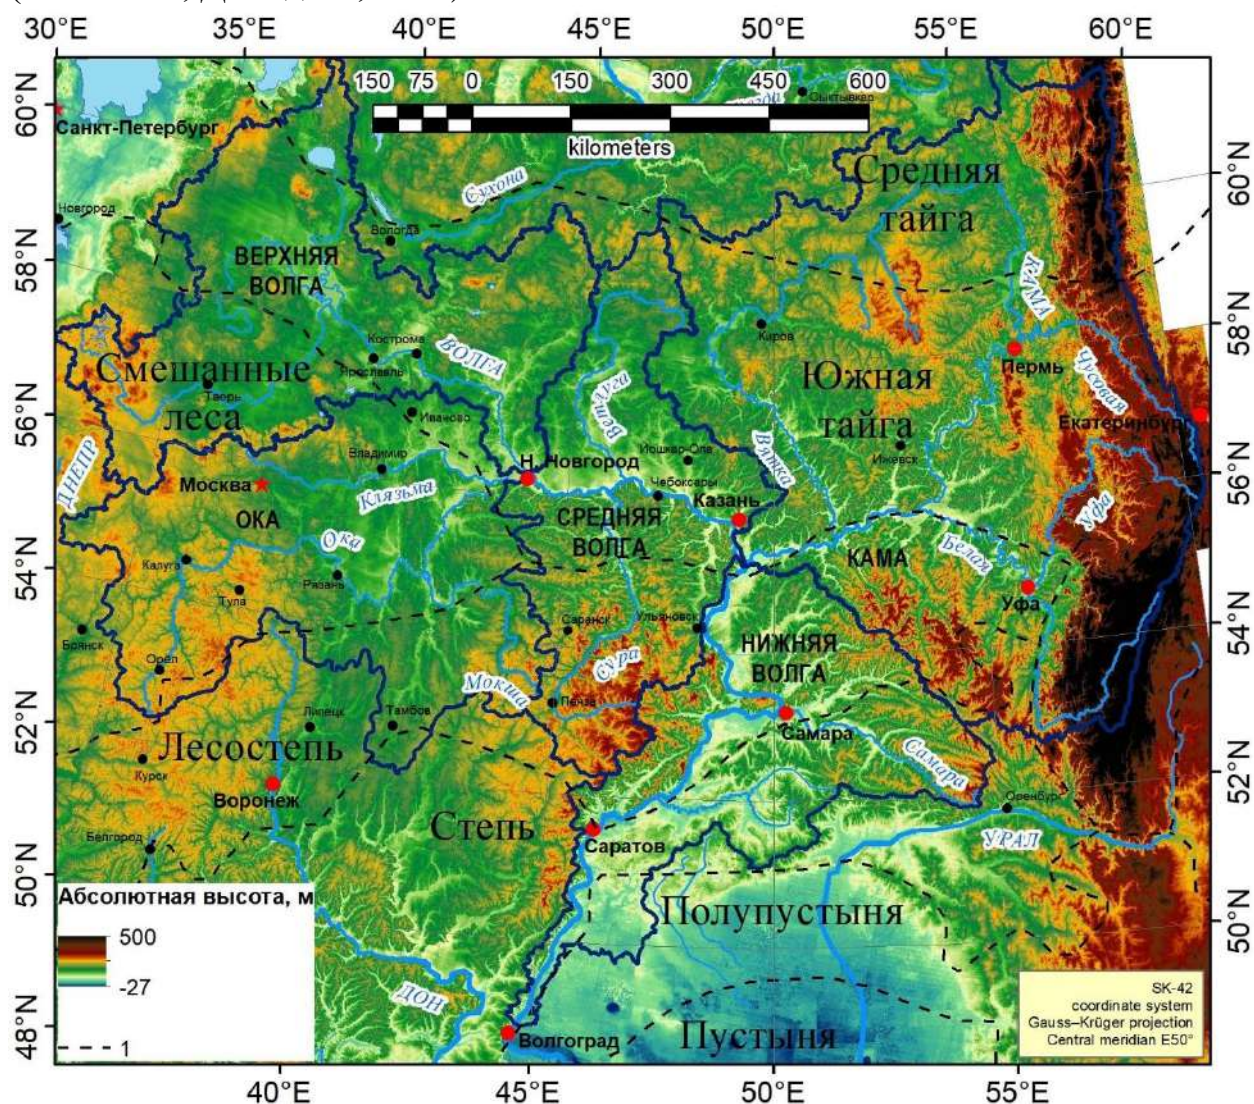 30°E 35°E 40°E 45°E 50°E 55°E 60°E
150 75 0 150 300 450 600
kilometers
Сыктывкар
60°N
Санкт-Петербург
Средняя
тайга
60°N
Сухона
Новгород
Вологда
ВЕРХНЯЯ
ВОЛГА
58°N
КАМА
58°N
Киров
Кострома
ВОЛГА
Ярославль
Пермь
Смешанные
леса
Тверь
Южная
тайга
Чусовая
Ветлуга
56°N
Иваново
Екатеринбург
Йошкар-Ола
Вятка
Ижевск
Владимир
Н. Новгород
56°N
ДНЕПР
Москва
Клязьма
Чебоксары
Казань
Уфа
ОКА
СРЕДНЯЯ
ВОЛГА
Ока
КАМА
Белая
54°N
Калуга
Рязань
Тула
Уфа
Ульяновск
Саранск
54°N
Брянск
НИЖНЯЯ
ВОЛГА
Орёл
Сура
Мокша
Пенза
52°N
Липецк
Тамбов
Самара
Лесостепь
Самара
52°N
Курск
Воронеж
Оренбург
Степь
Белгород
Саратов
УРАЛ
50°N
Абсолютная высота, м
500
-27
Полупустыня
50°N
ДОН
48°N
1
Волгоград
Пустыня
SK-42
coordinate system
Gauss–Krüger projection
Central meridian E50°
40°E 45°E 50°E 55°E